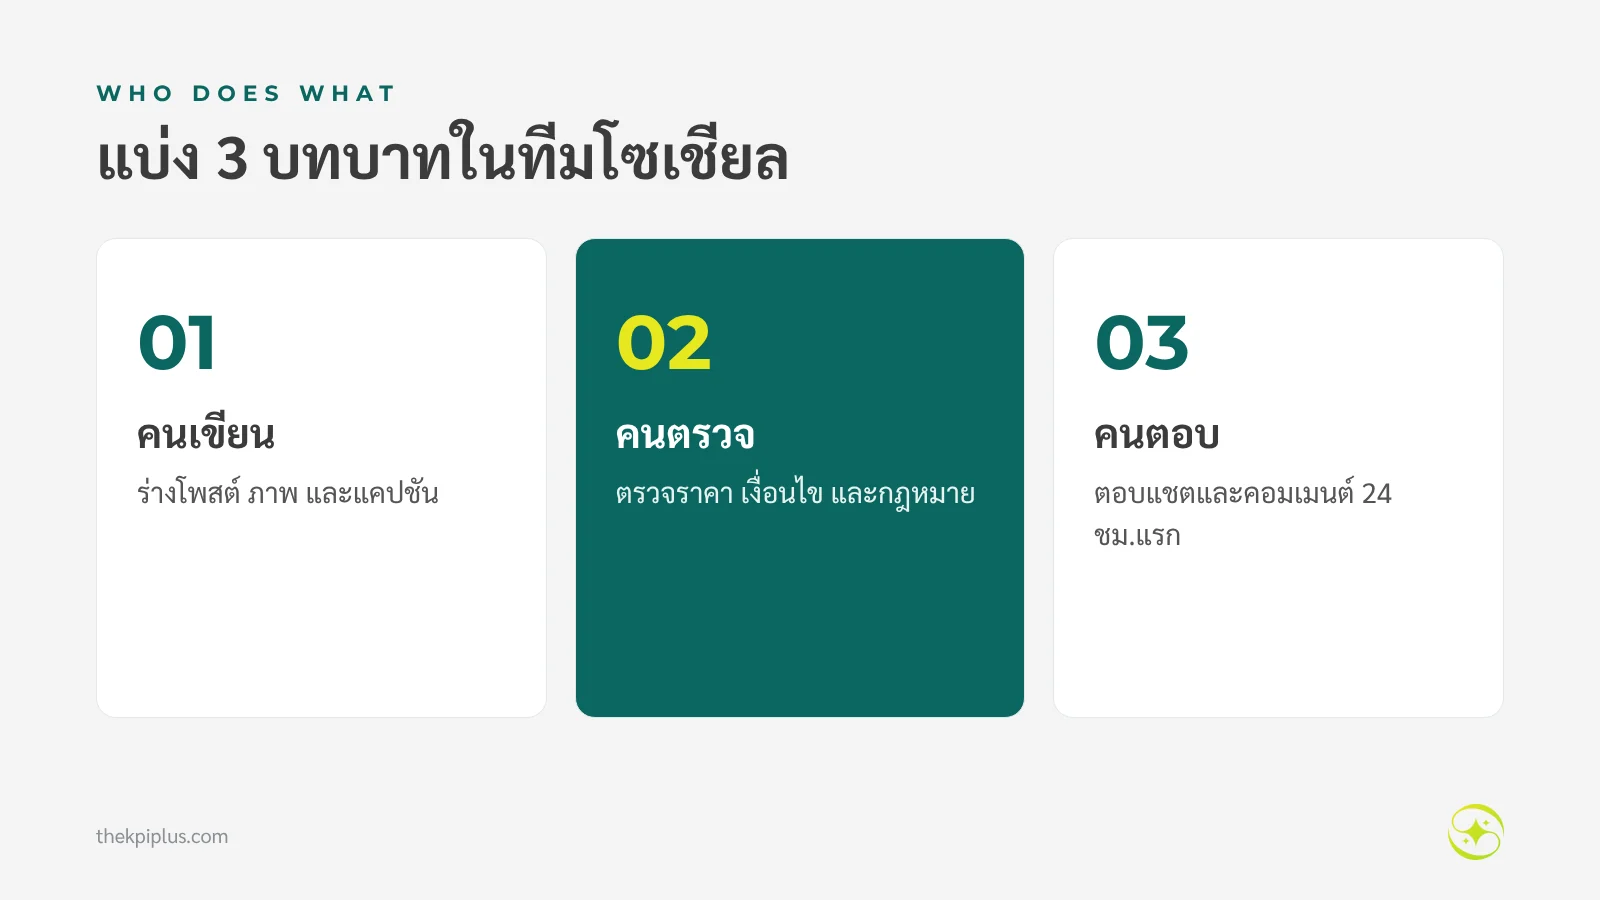 WHO DOES WHAT
แบ่ง 3 บทบาทในทีมโซเชียล
01
คนเขียน
ร่างโพสต์ ภาพ และแคปชัน
02
คนตรวจ
ตรวจราคา เงื่อนไข และกฎหมาย
03
คนตอบ
ตอบแชตและคอมเมนต์ 24
ชม.แรก
thekpiplus.com